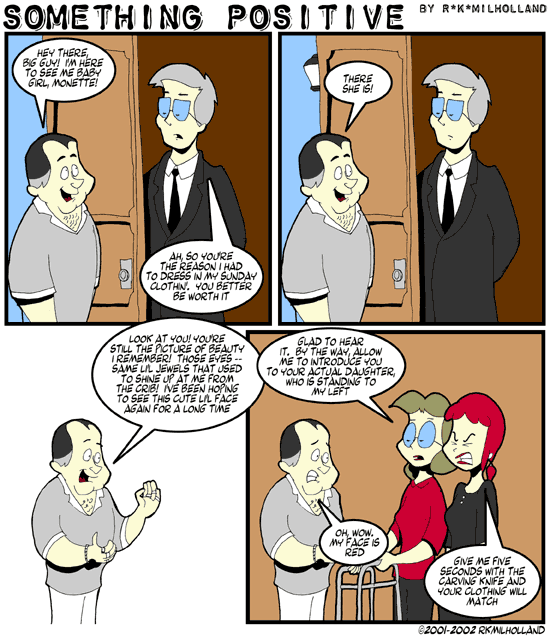 SOMETHING POSITIVE BY R*K*MILHOLLAND
HEY THERE,
BIG GUY! I'M HERE
TO SEE ME BABY
GIRL, MONETTE!
AH, SO YOU'RE
THE REASON I HAD
TO DRESS IN MY SUNDAY
CLOTHIN'. YOU BETTER
BE WORTH IT
THERE
SHE IS!
LOOK AT YOU! YOU'RE
STILL THE PICTURE OF BEAUTY
I REMEMBER! THOSE EYES --
SAME LIL JEWELS THAT USED
TO SHINE UP AT ME FROM
THE CRIB! I'VE BEEN HOPING
TO SEE THIS CUTE LI'L FACE
AGAIN FOR A LONG TIME
GLAD TO HEAR
IT. BY THE WAY, ALLOW
ME TO INTRODUCE YOU
TO YOUR ACTUAL DAUGHTER,
WHO IS STANDING TO
MY LEFT
OH, WOW.
MY FACE IS
RED
GIVE ME FIVE
SECONDS WITH THE
CARVING KNIFE AND
YOUR CLOTHING WILL
MATCH
©2001-2002 RKMILHOLLAND